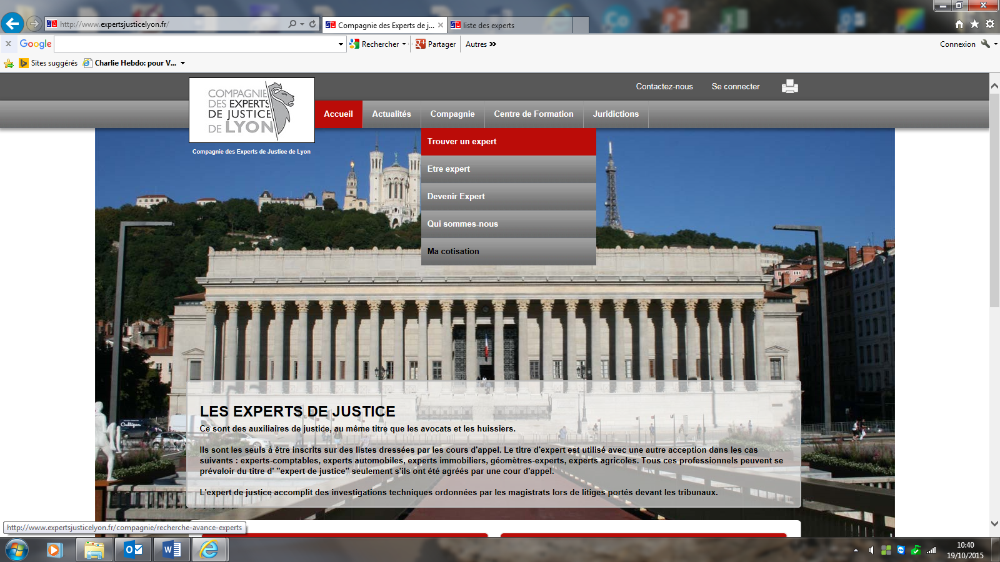 http://www.expertsjusticelyon.fr/
Compagnie des Experts de j...
liste des experts
Google
Rechercher
Partager
Autres
Connexion
Sites suggérés
Charlie Hebdo: pour V...
Contactez-nous
Se connecter
COMPAGNIE
DES EXPERTS
DE JUSTICE
DE LYON
Compagnie des Experts de Justice de Lyon
Accueil
Actualités
Compagnie
Centre de Formation
Juridictions
Trouver un expert
Etre expert
Devenir Expert
Qui sommes-nous
Ma cotisation
Culligan
LES EXPERTS DE JUSTICE
Ce sont des auxiliaires de justice, au même titre que les avocats et les huissiers.
Ils sont les seuls à être inscrits sur des listes dressées par les cours d'appel. Le titre d'expert est utilisé avec une autre acception dans les cas
suivants : experts-comptables, experts automobiles, experts immobiliers, géomètres-experts, experts agricoles. Tous ces professionnels peuvent se
prévaloir du titre d' "expert de justice" seulement s'ils ont été agréés par une cour d'appel.
L'expert de justice accomplit des investigations techniques ordonnées par les magistrats lors de litiges portés devant les tribunaux.
http://www.expertsjusticelyon.fr/compagnie/recherche-avance-experts
10:40
19/10/2015